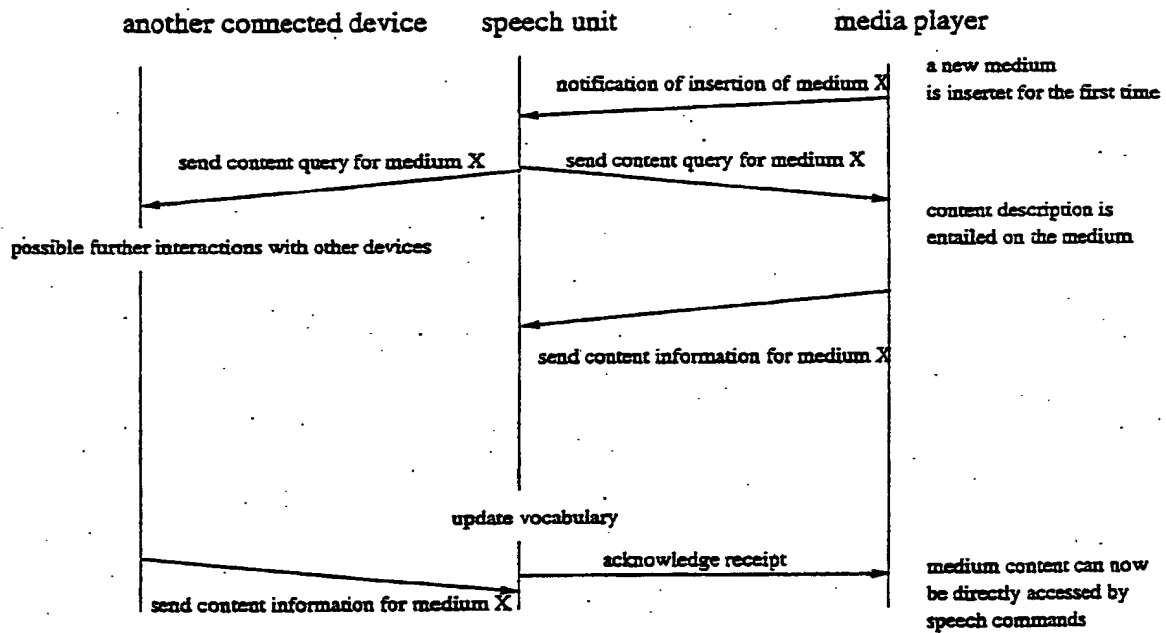 another connected device speech unit media player
a new medium
is insertet for the first time
notification of insertion of medium X
send content query for medium X
send content query for medium X
content description is
entailed on the medium
possible further interactions with other devices
send content information for medium X
update vocabulary
acknowledge receipt
medium content can now
be directly accessed by
speech commands
send content information for medium X